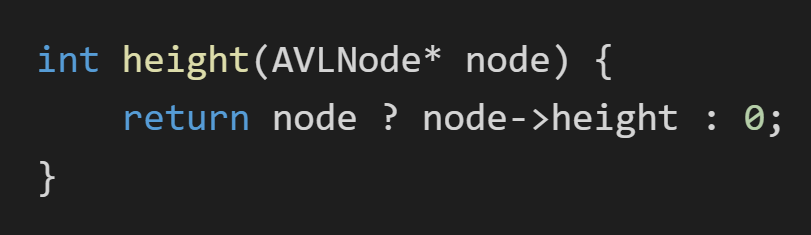 int height(AVLNode* node) {
    return node ? node->height : 0;
}